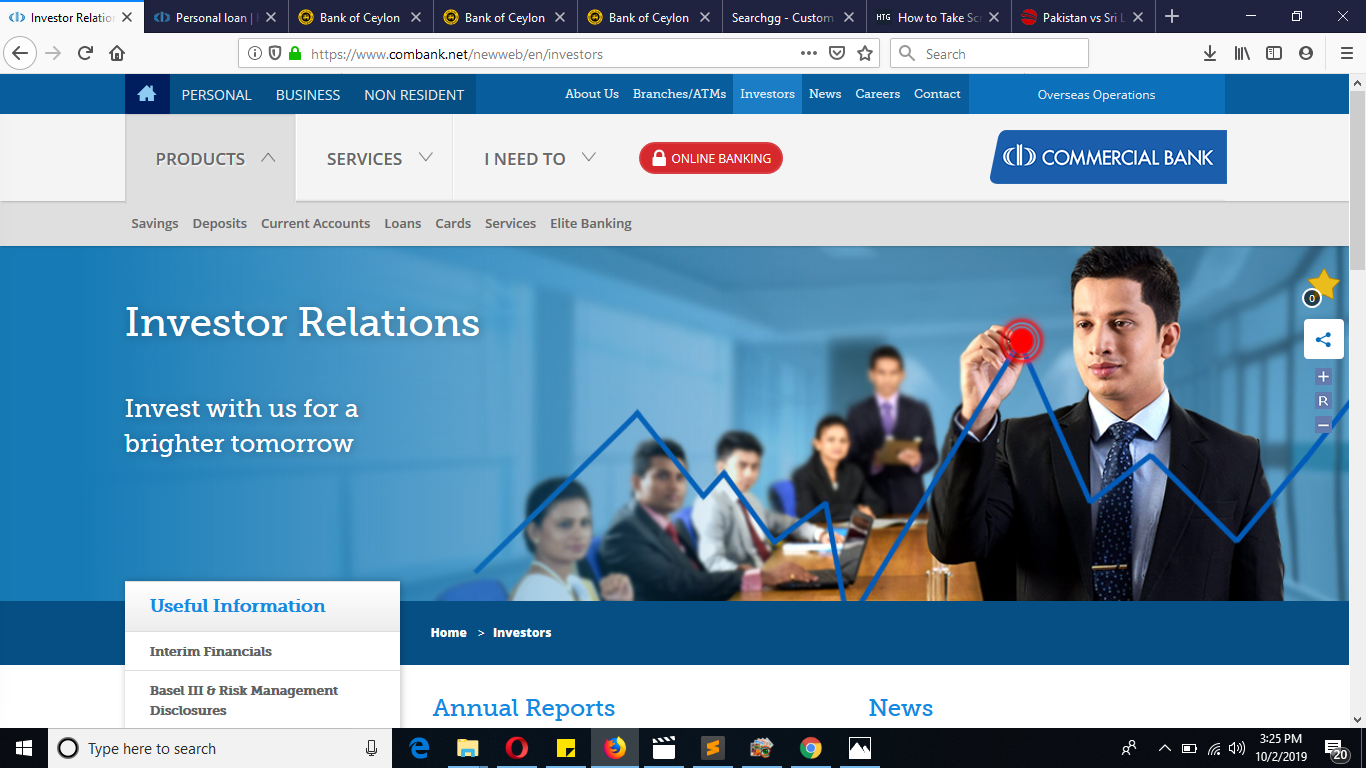 Investor Relation
Personal loan |
Bank of Ceylon
Bank of Ceylon
Bank of Ceylon
Searchgg - Custom
HTG How to Take Scr
Pakistan vs Sri L
https://www.combank.net/newweb/en/investors
Search
PERSONAL BUSINESS NON RESIDENT About Us Branches/ATMs Investors News Careers Contact Overseas Operations
PRODUCTS SERVICES I NEED TO ONLINE BANKING COMMERCIAL BANK
Savings Deposits Current Accounts Loans Cards Services Elite Banking
0
Investor Relations
+
R
−
Invest with us for a
brighter tomorrow
Useful Information
Home > Investors
Interim Financials
Basel III & Risk Management
Disclosures
Annual Reports News
Type here to search
3:25 PM
10/2/2019
20